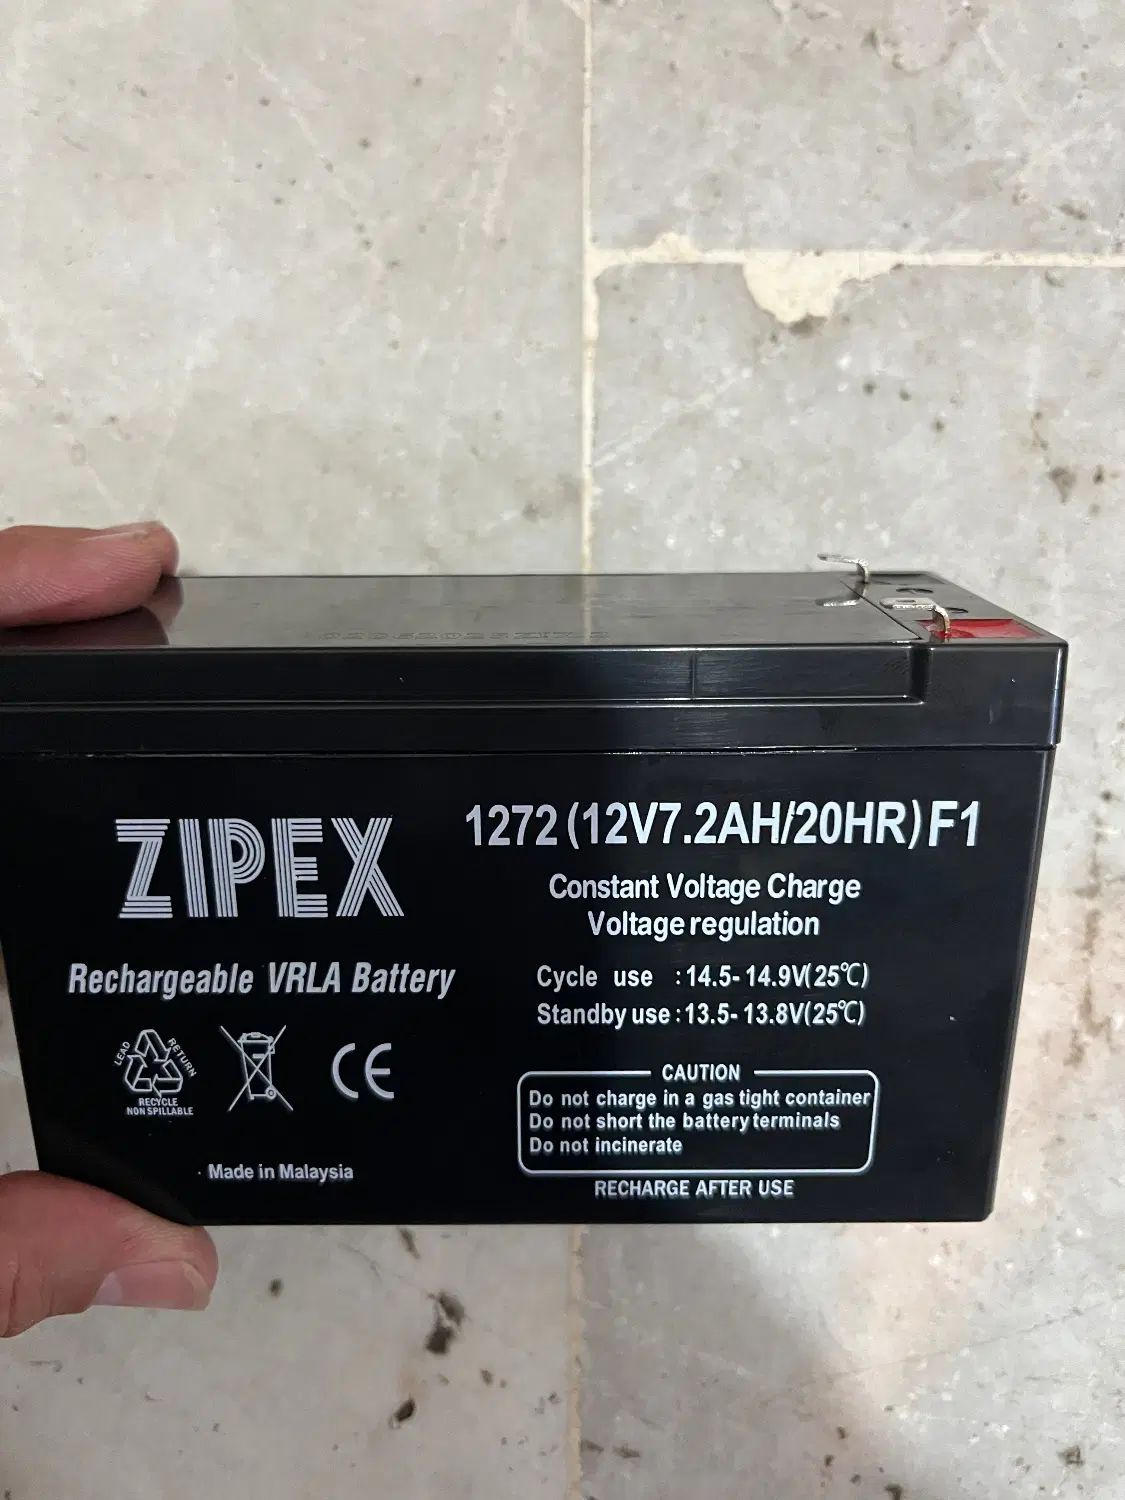 ZIPEX
Rechargeable VRLA Battery
LEAD
RETURN
RECYCLE
NON SPILLABLE
CE
Made in Malaysia
1272 (12V7.2AH/20HR) F1
Constant Voltage Charge
Voltage regulation
Cycle use : 14.5-14.9V(25℃)
Standby use : 13.5-13.8V(25℃)
CAUTION
Do not charge in a gas tight container
Do not short the battery terminals
Do not incinerate
RECHARGE AFTER USE